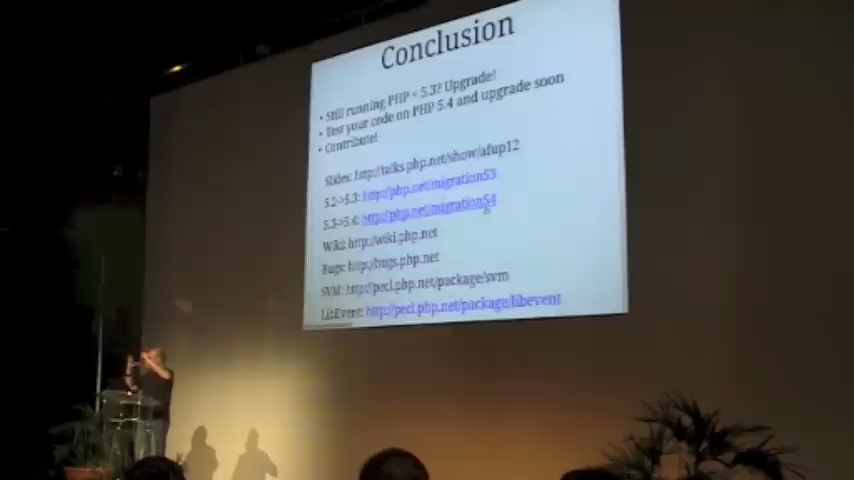 Conclusion
• Still running PHP < 5.3? Upgrade!
• Test your code on PHP 5.4 and upgrade soon
• Contribute!
Slides: http://talks.php.net/show/afup12
5.2->5.3: http://php.net/migration53
5.3->5.4: http://php.net/migration54
Wiki: http://wiki.php.net
Bugs: http://bugs.php.net
SVM: http://pecl.php.net/package/svm
LibEvent: http://pecl.php.net/package/libevent